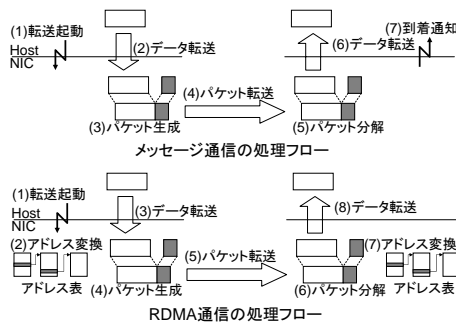 (1)転送起動
(2)データ転送
(6)データ転送
(7)到着通知
Host
NIC
(4)パケット転送
(3)パケット生成
(5)パケット分解
メッセージ通信の処理フロー
(1)転送起動
Host
NIC
(3)データ転送
(8)データ転送
(2)アドレス変換
(5)パケット転送
(7)アドレス変換
アドレス表
(4)パケット生成
(6)パケット分解
アドレス表
RDMA通信の処理フロー